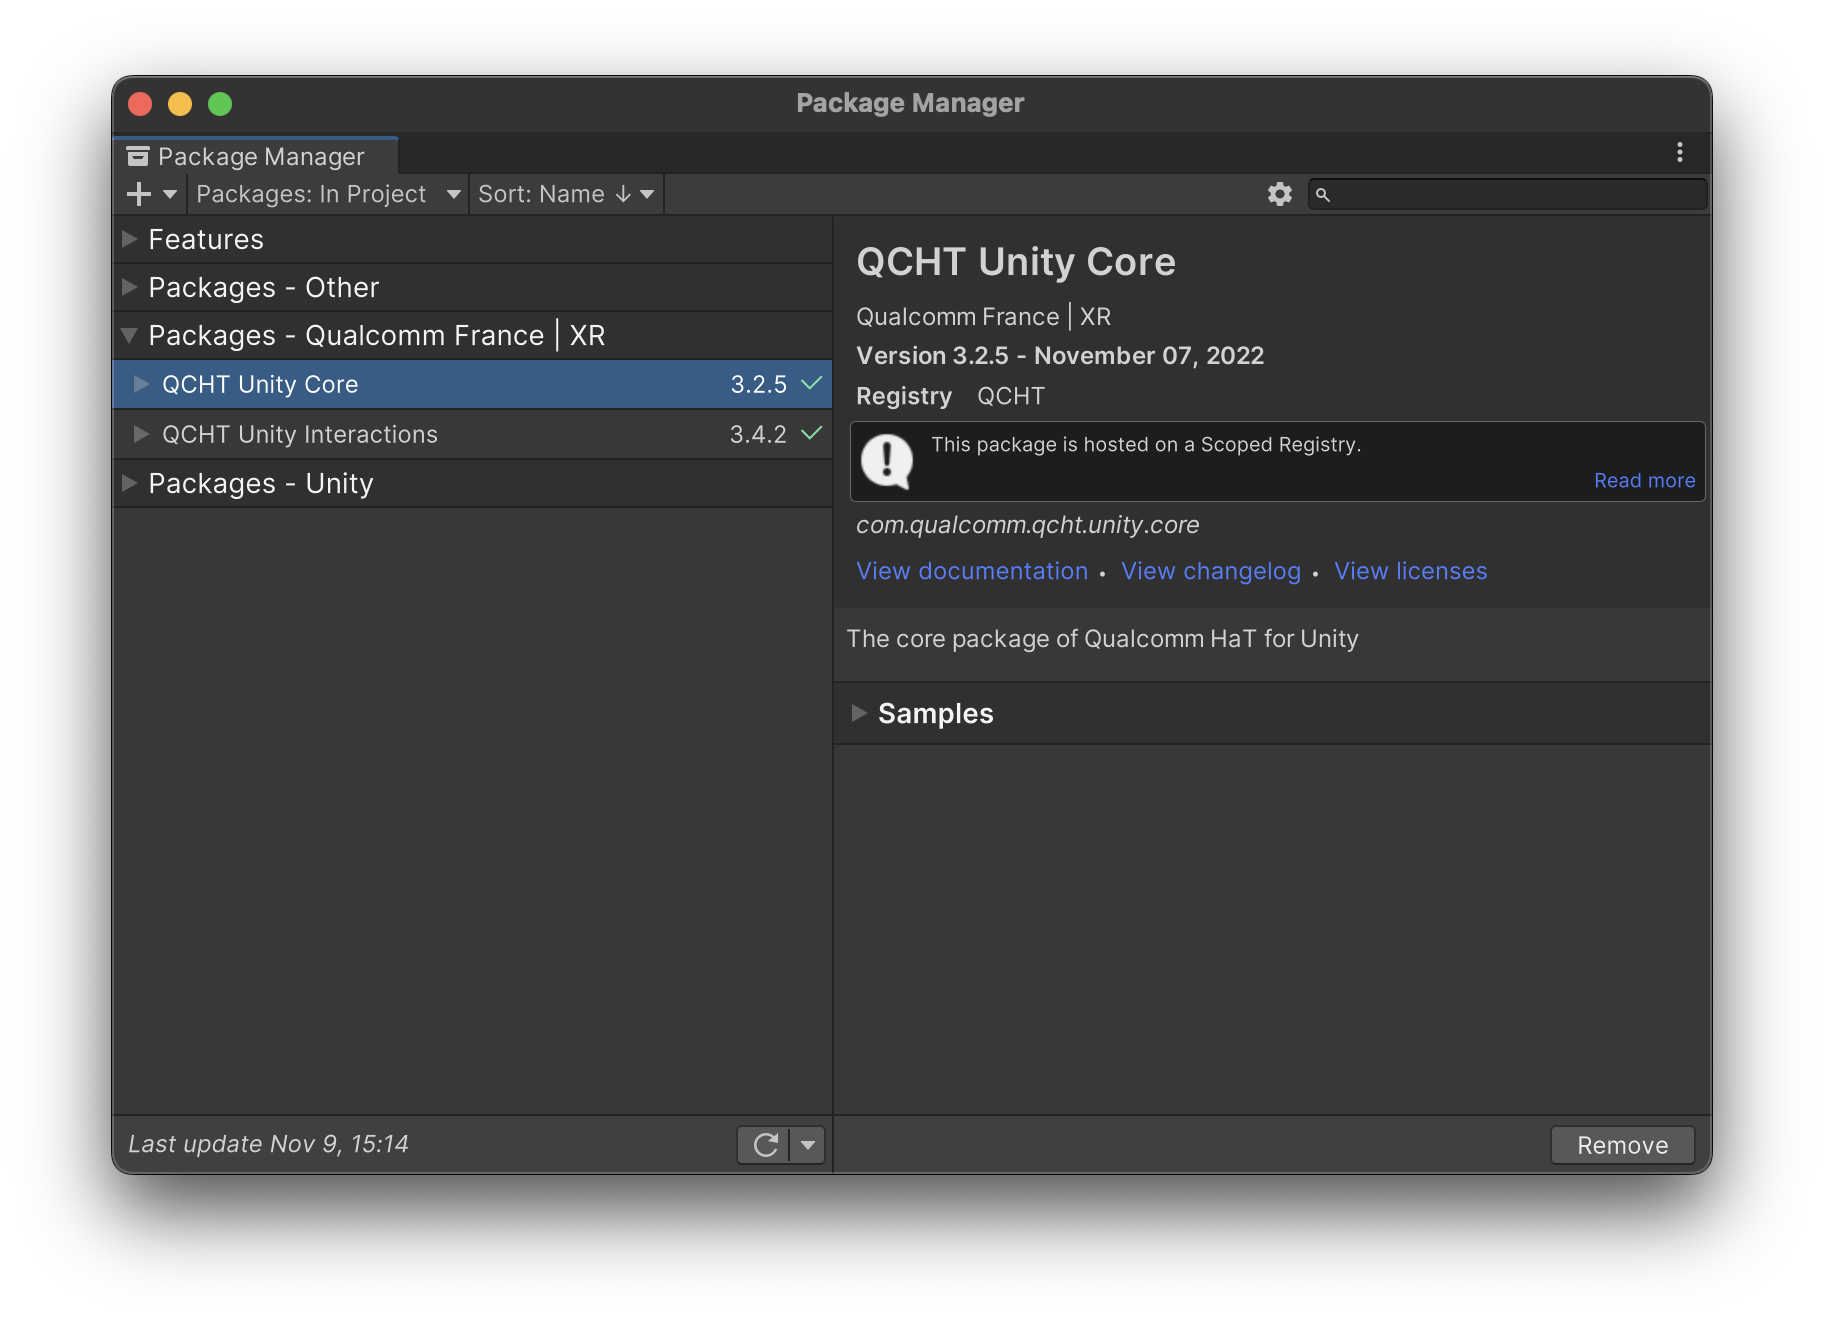 Package Manager
Package Manager
Packages: In Project
Sort: Name ↓
Features
Packages - Other
Packages - Qualcomm France | XR
QCHT Unity Core 3.2.5
QCHT Unity Interactions 3.4.2
Packages - Unity
Last update Nov 9, 15:14
QCHT Unity Core
Qualcomm France | XR
Version 3.2.5 - November 07, 2022
Registry QCHT
This package is hosted on a Scoped Registry.
Read more
com.qualcomm.qcht.unity.core
View documentation • View changelog • View licenses
The core package of Qualcomm HaT for Unity
Samples
Remove